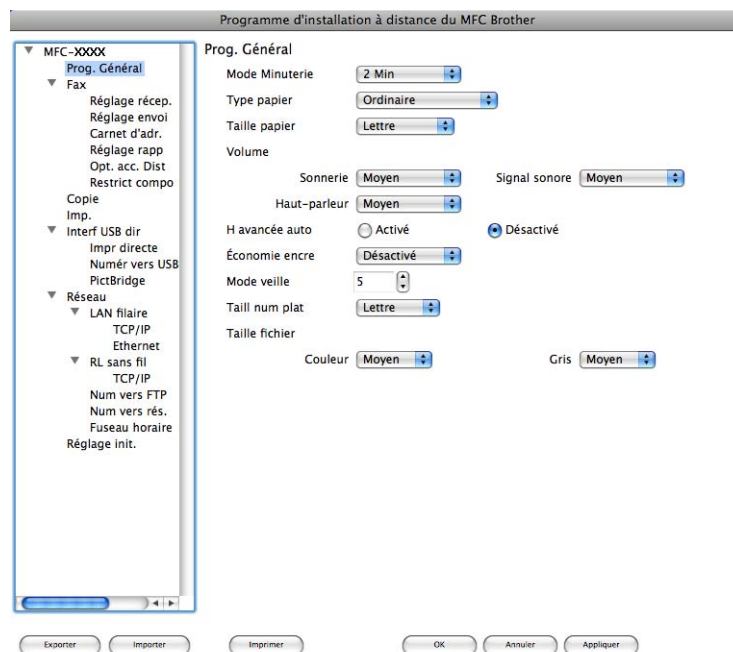 Programme d'installation à distance du MFC Brother
MFC-XXXX
Prog. Général
Fax
Réglage récep.
Réglage envoi
Carnet d'adr.
Réglage rapp
Opt. acc. Dist
Restrict compo
Copie
Imp.
Interf USB dir
Impr directe
Numér vers USB
PictBridge
Réseau
LAN filaire
TCP/IP
Ethernet
RL sans fil
TCP/IP
Num vers FTP
Num vers rés.
Fuseau horaire
Réglage init.
Prog. Général
Mode Minuterie 2 Min
Type papier Ordinaire
Taille papier Lettre
Volume
Sonnerie Moyen Signal sonore Moyen
Haut-parleur Moyen
H avancée auto Activé Désactivé
Économie encre Désactivé
Mode veille 5
Taill num plat Lettre
Taille fichier
Couleur Moyen Gris Moyen
Exporter Importer Imprimer OK Annuler Appliquer